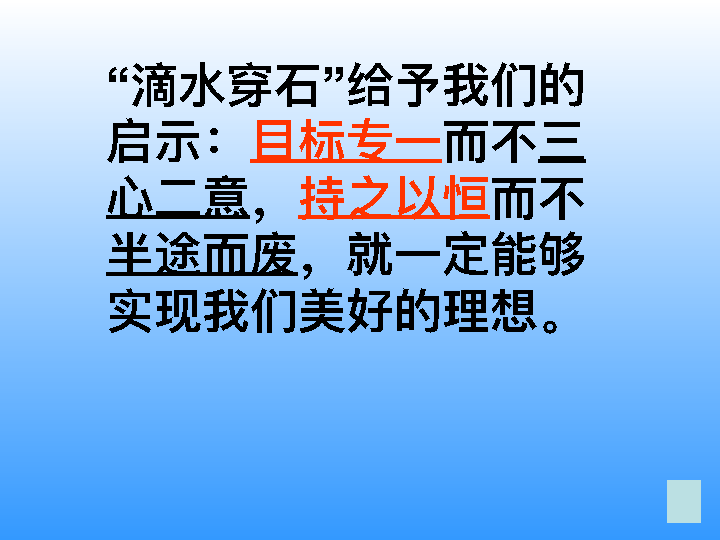 “滴水穿石”给予我们的
启示：目标专一而不三
心二意，持之以恒而不
半途而废，就一定能够
实现我们美好的理想。